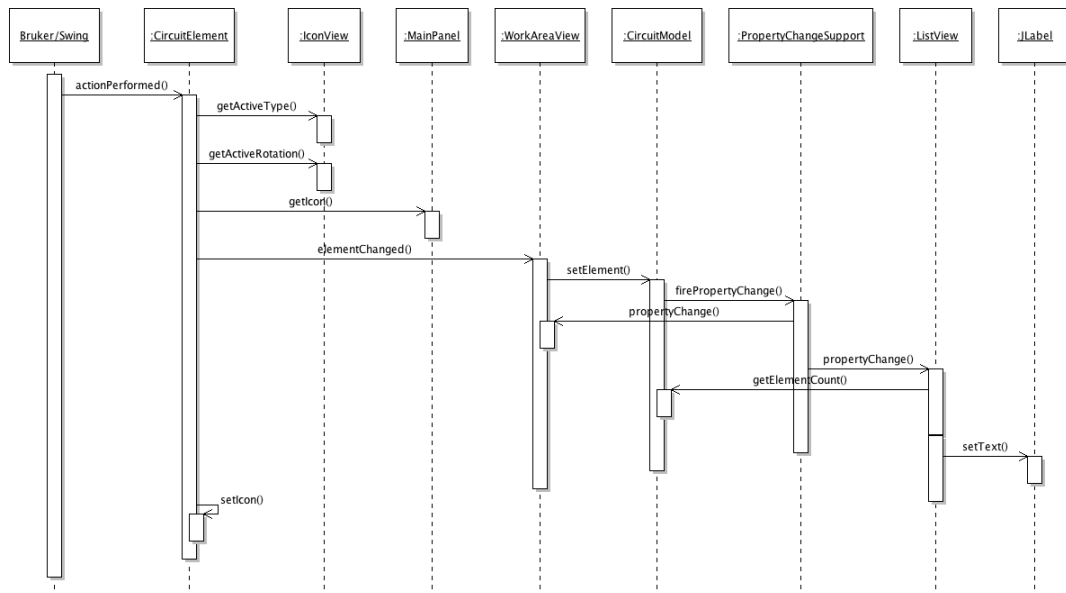 Bruker/Swing
:CircuitElement
:IconView
:MainPanel
:WorkAreaView
:CircuitModel
:PropertyChangeSupport
:ListView
:JLabel
actionPerformed()
getActiveType()
getActiveRotation()
getIcon()
elementChanged()
setElement()
firePropertyChange()
propertyChange()
propertyChange()
getElementCount()
setText()
setIcon()